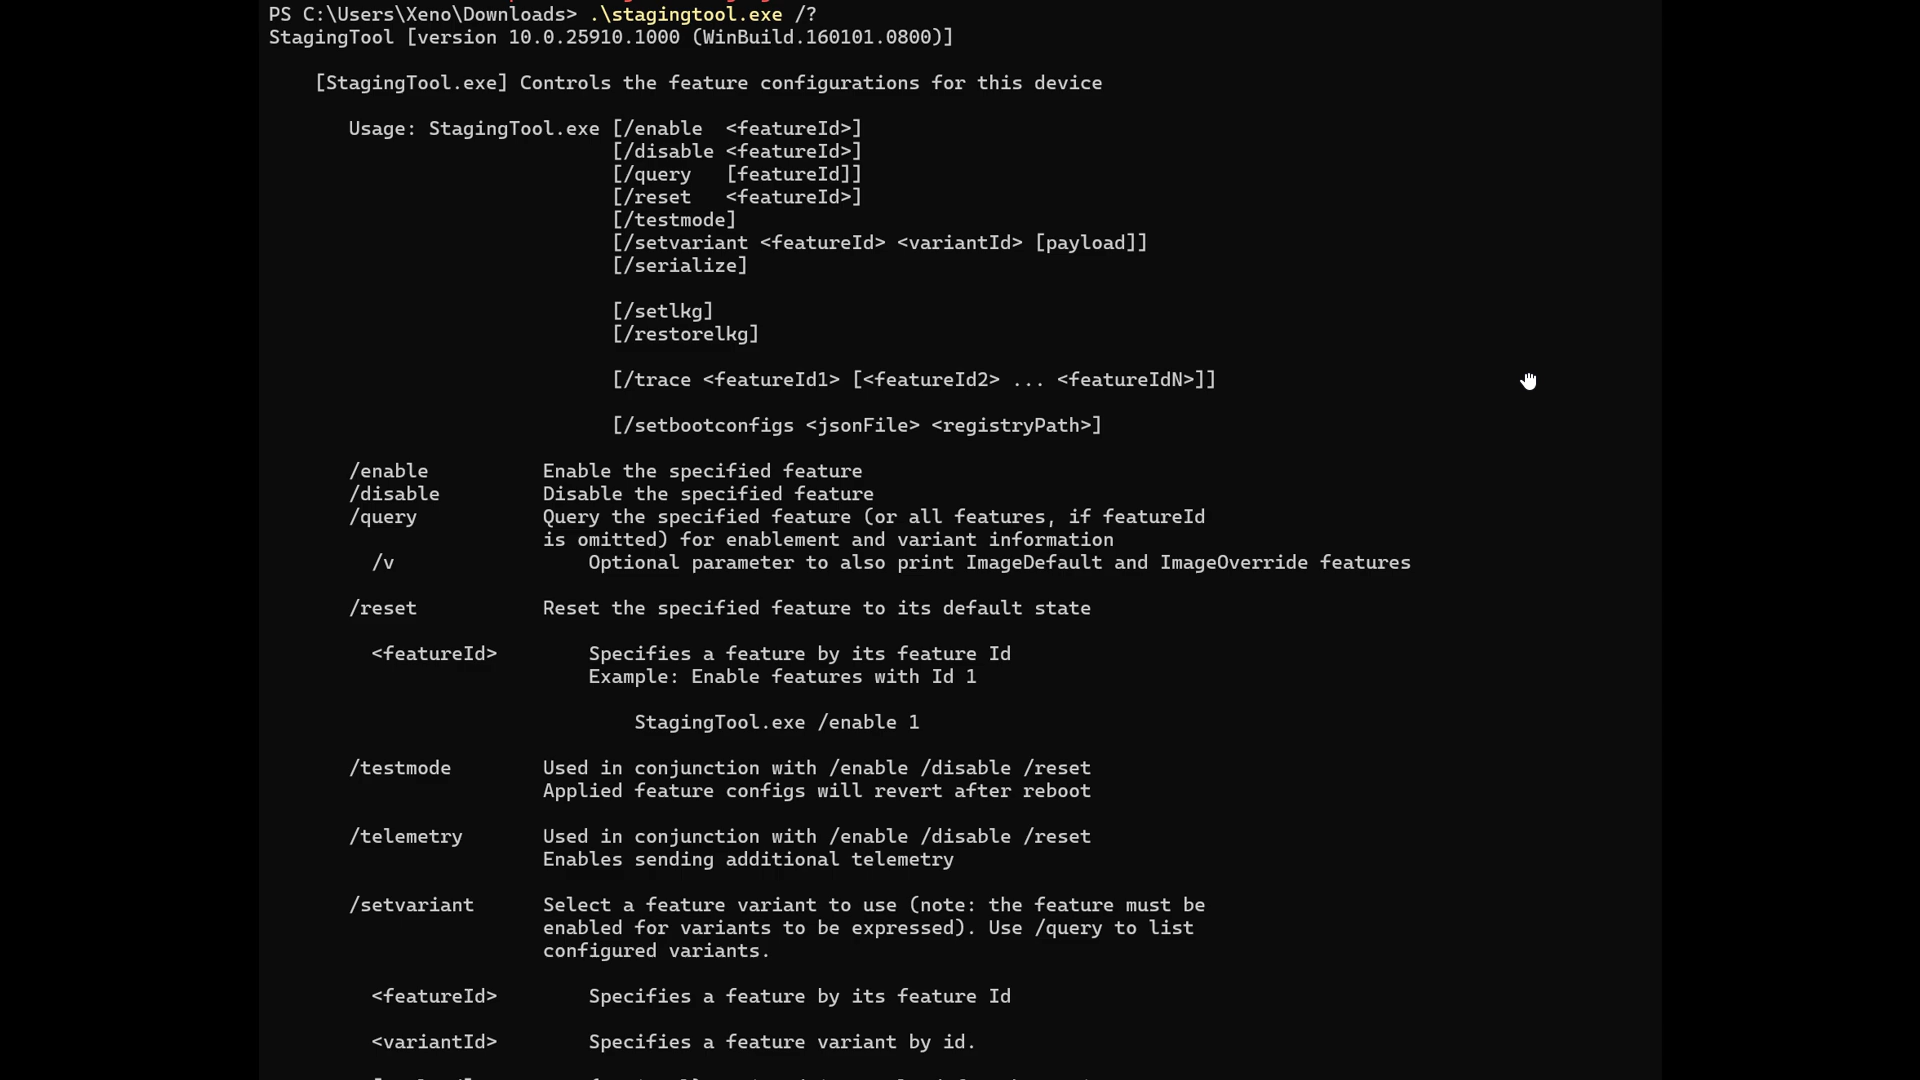 PS C:\Users\Xeno\Downloads> .\stagingtool.exe /?
StagingTool [version 10.0.25910.1000 (WinBuild.160101.0800)]
[StagingTool.exe] Controls the feature configurations for this device
Usage: StagingTool.exe [/enable  <featureId>]
[/disable <featureId>]
[/query   [featureId]]
[/reset   <featureId>]
[/testmode]
[/setvariant <featureId> <variantId> [payload]]
[/serialize]
[/setlkg]
[/restorelkg]
[/trace <featureId1> [<featureId2> ... <featureIdN>]]
[/setbootconfigs <jsonFile> <registryPath>]
/enable          Enable the specified feature
/disable         Disable the specified feature
/query           Query the specified feature (or all features, if featureId
is omitted) for enablement and variant information
/v                 Optional parameter to also print ImageDefault and ImageOverride features
/reset           Reset the specified feature to its default state
<featureId>        Specifies a feature by its feature Id
Example: Enable features with Id 1
StagingTool.exe /enable 1
/testmode        Used in conjunction with /enable /disable /reset
Applied feature configs will revert after reboot
/telemetry       Used in conjunction with /enable /disable /reset
Enables sending additional telemetry
/setvariant      Select a feature variant to use (note: the feature must be
enabled for variants to be expressed). Use /query to list
configured variants.
<featureId>        Specifies a feature by its feature Id
<variantId>        Specifies a feature variant by id.